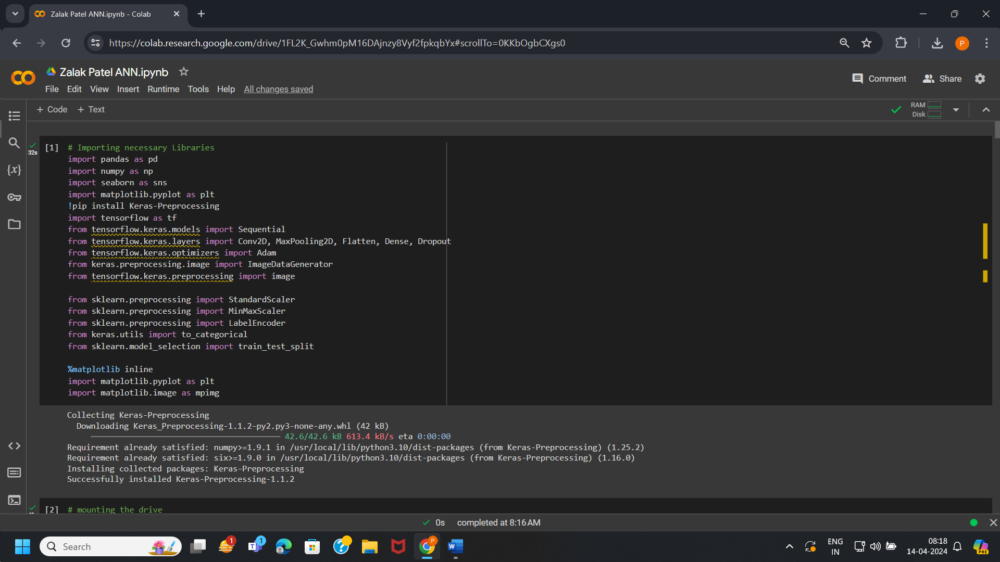 Zalak Patel ANN.ipynb - Colab
https://colab.research.google.com/drive/1FL2K_Gwhm0pM16DAjnzy8Vyf2fpkqbYx#scrollTo=0KKbOgbCXgs0
P
Zalak Patel ANN.ipynb
Comment
Share
File Edit View Insert Runtime Tools Help All changes saved
+ Code + Text
RAM
Disk
32s
[1] # Importing necessary Libraries
import pandas as pd
import numpy as np
import seaborn as sns
import matplotlib.pyplot as plt
!pip install Keras-Preprocessing
import tensorflow as tf
from tensorflow.keras.models import Sequential
from tensorflow.keras.layers import Conv2D, MaxPooling2D, Flatten, Dense, Dropout
from tensorflow.keras.optimizers import Adam
from keras.preprocessing.image import ImageDataGenerator
from tensorflow.keras.preprocessing import image
from sklearn.preprocessing import StandardScaler
from sklearn.preprocessing import MinMaxScaler
from sklearn.preprocessing import LabelEncoder
from keras.utils import to_categorical
from sklearn.model_selection import train_test_split
%matplotlib inline
import matplotlib.pyplot as plt
import matplotlib.image as mpimg
Collecting Keras-Preprocessing
Downloading Keras_Preprocessing-1.1.2-py2.py3-none-any.whl (42 kB)
42.6/42.6 kB 613.4 kB/s eta 0:00:00
Requirement already satisfied: numpy>=1.9.1 in /usr/local/lib/python3.10/dist-packages (from Keras-Preprocessing) (1.25.2)
Requirement already satisfied: six>=1.9.0 in /usr/local/lib/python3.10/dist-packages (from Keras-Preprocessing) (1.16.0)
Installing collected packages: Keras-Preprocessing
Successfully installed Keras-Preprocessing-1.1.2
[2] # mounting the drive
0s completed at 8:16 AM
Search
1
1
P
ENG
IN
08:18
14-04-2024
PRE